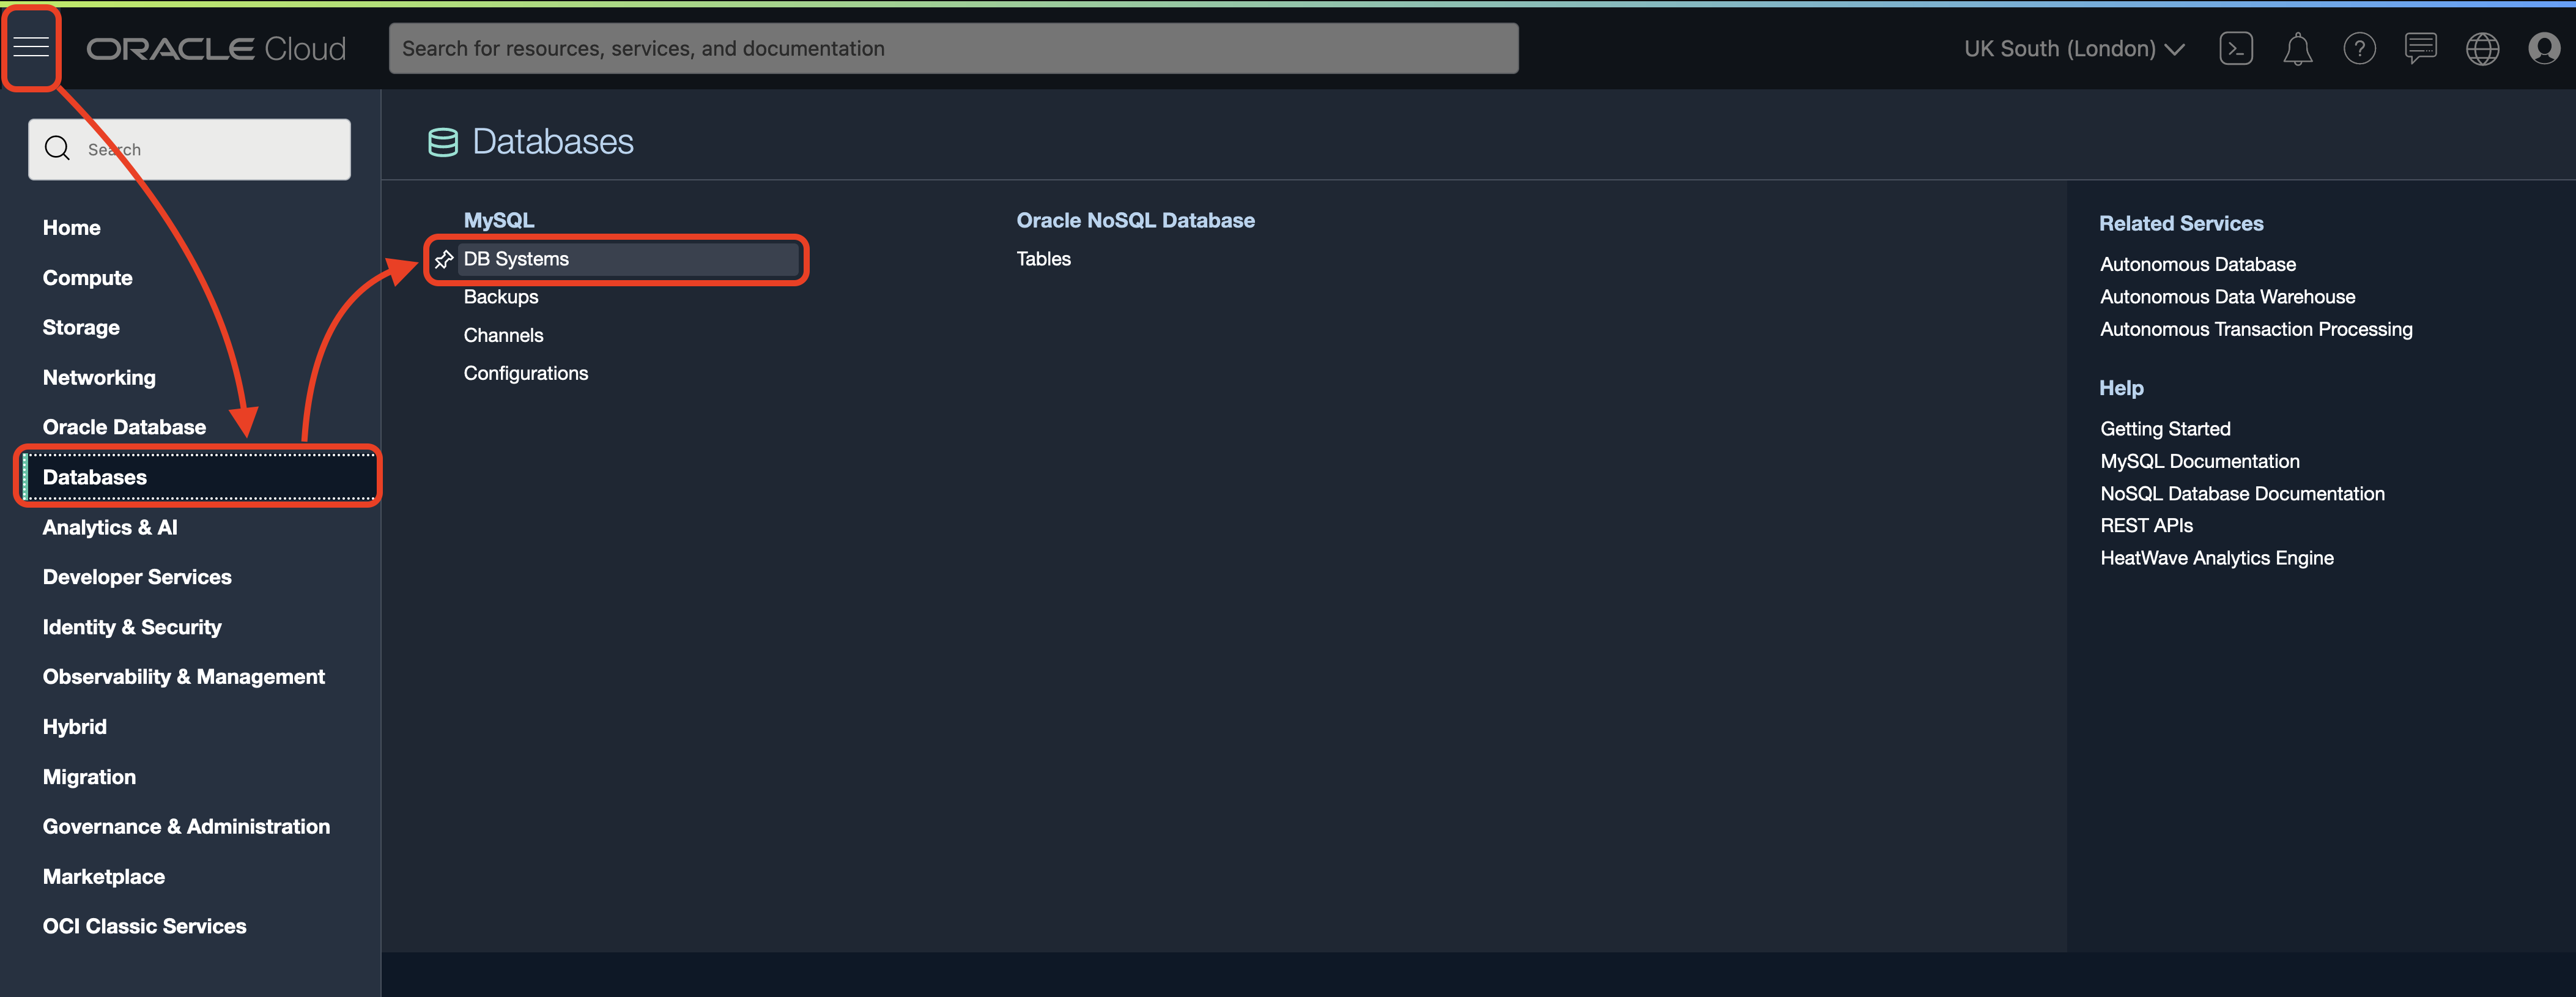 ORACLE Cloud
Search for resources, services, and documentation
UK South (London)
Search
Home
Compute
Storage
Networking
Oracle Database
Databases
Analytics & AI
Developer Services
Identity & Security
Observability & Management
Hybrid
Migration
Governance & Administration
Marketplace
OCI Classic Services
Databases
MySQL
DB Systems
Backups
Channels
Configurations
Oracle NoSQL Database
Tables
Related Services
Autonomous Database
Autonomous Data Warehouse
Autonomous Transaction Processing
Help
Getting Started
MySQL Documentation
NoSQL Database Documentation
REST APIs
HeatWave Analytics Engine